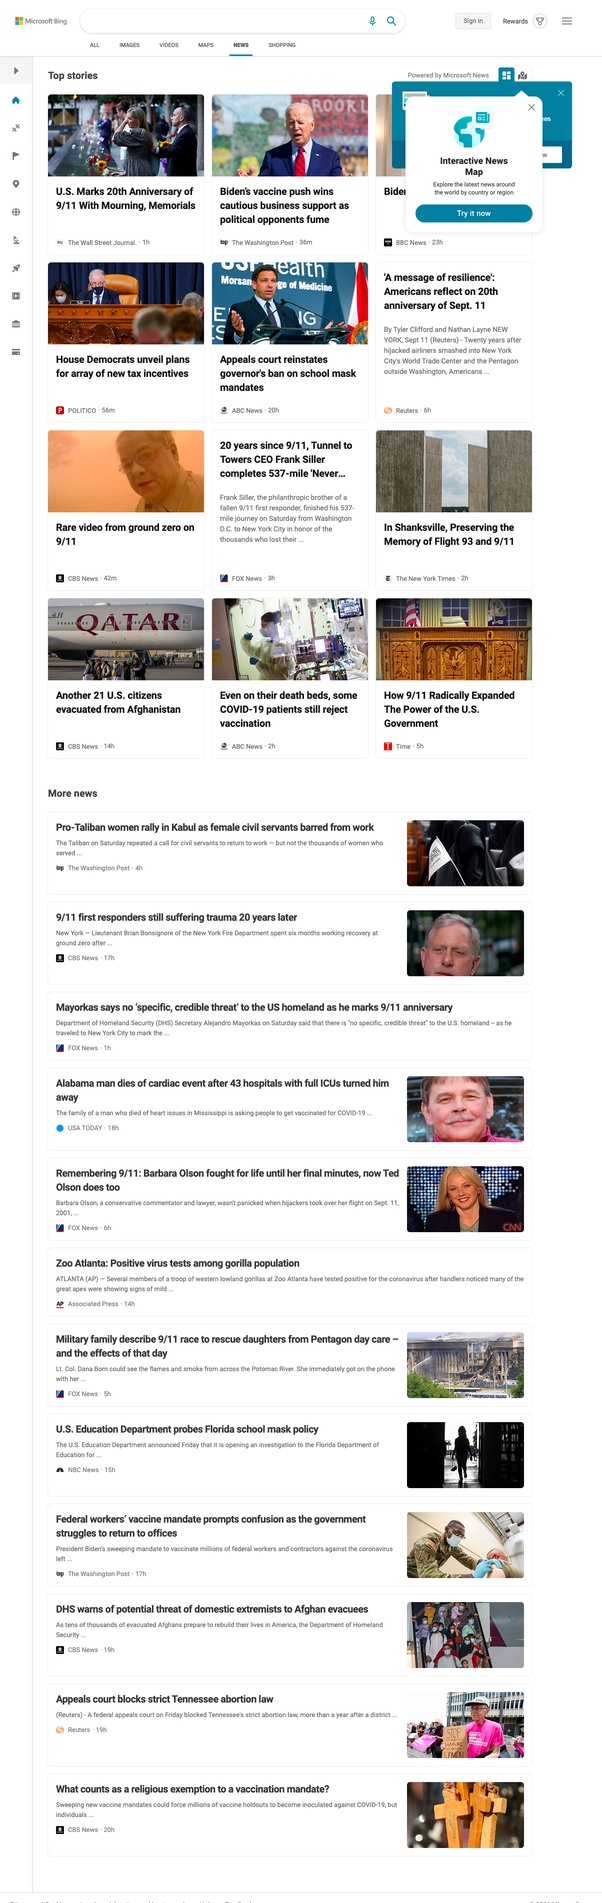 Microsoft Bing
Sign in
Rewards
ALL
IMAGES
VIDEOS
MAPS
NEWS
SHOPPING
Top stories
Powered by Microsoft News
Interactive News
Map
Explore the latest news around
the world by country or region
Try it now
U.S. Marks 20th Anniversary of
9/11 With Mourning, Memorials
The Wall Street Journal. · 1h
Biden's vaccine push wins
cautious business support as
political opponents fume
The Washington Post · 36m
BBC News · 23h
House Democrats unveil plans
for array of new tax incentives
POLITICO · 56m
Appeals court reinstates
governor's ban on school mask
mandates
ABC News · 20h
'A message of resilience':
Americans reflect on 20th
anniversary of Sept. 11
By Tyler Clifford and Nathan Layne NEW
YORK, Sept 11 (Reuters) - Twenty years after
hijacked airliners smashed into New York
City's World Trade Center and the Pentagon
outside Washington, Americans ...
Reuters · 6h
Rare video from ground zero on
9/11
CBS News · 42m
20 years since 9/11, Tunnel to
Towers CEO Frank Siller
completes 537-mile 'Never...
Frank Siller, the philanthropic brother of a
fallen 9/11 first responder, finished his 537-
mile journey on Saturday from Washington
D.C. to New York City in honor of the
thousands who lost their ...
FOX News · 3h
In Shanksville, Preserving the
Memory of Flight 93 and 9/11
The New York Times · 2h
QATAR
Another 21 U.S. citizens
evacuated from Afghanistan
CBS News · 14h
Even on their death beds, some
COVID-19 patients still reject
vaccination
ABC News · 2h
How 9/11 Radically Expanded
The Power of the U.S.
Government
Time · 5h
More news
Pro-Taliban women rally in Kabul as female civil servants barred from work
The Taliban on Saturday repeated a call for civil servants to return to work — but not the thousands of women who
served ...
The Washington Post · 4h
9/11 first responders still suffering trauma 20 years later
New York — Lieutenant Brian Bonsignore of the New York Fire Department spent six months working recovery at
ground zero after ...
CBS News · 17h
Mayorkas says no 'specific, credible threat' to the US homeland as he marks 9/11 anniversary
Department of Homeland Security (DHS) Secretary Alejandro Mayorkas on Saturday said that there is "no specific, credible threat" to the U.S. homeland – as he
traveled to New York City to mark the ...
FOX News · 1h
Alabama man dies of cardiac event after 43 hospitals with full ICUs turned him
away
The family of a man who died of heart issues in Mississippi is asking people to get vaccinated for COVID-19 ...
USA TODAY · 18h
Remembering 9/11: Barbara Olson fought for life until her final minutes, now Ted
Olson does too
Barbara Olson, a conservative commentator and lawyer, wasn't panicked when hijackers took over her flight on Sept. 11,
2001, ...
FOX News · 6h
CNN
Zoo Atlanta: Positive virus tests among gorilla population
ATLANTA (AP) — Several members of a troop of western lowland gorillas at Zoo Atlanta have tested positive for the coronavirus after handlers noticed many of the
great apes were showing signs of mild ...
AP Associated Press · 14h
Military family describe 9/11 race to rescue daughters from Pentagon day care –
and the effects of that day
Lt. Col. Dana Born could see the flames and smoke from across the Potomac River. She immediately got on the phone
with her ...
FOX News · 5h
U.S. Education Department probes Florida school mask policy
The U.S. Education Department announced Friday that it is opening an investigation to the Florida Department of
Education for ...
NBC News · 15h
Federal workers' vaccine mandate prompts confusion as the government
struggles to return to offices
President Biden's sweeping mandate to vaccinate millions of federal workers and contractors against the coronavirus
left ...
The Washington Post · 17h
DHS warns of potential threat of domestic extremists to Afghan evacuees
As tens of thousands of evacuated Afghans prepare to rebuild their lives in America, the Department of Homeland
Security ...
CBS News · 19h
Appeals court blocks strict Tennessee abortion law
(Reuters) - A federal appeals court on Friday blocked Tennessee's strict abortion law, more than a year after a district ...
Reuters · 19h
What counts as a religious exemption to a vaccination mandate?
Sweeping new vaccine mandates could force millions of vaccine holdouts to become inoculated against COVID-19, but
individuals ...
CBS News · 20h